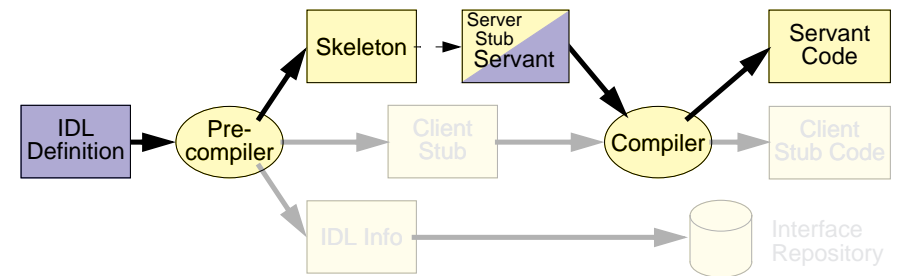 Skeleton
Server
Stub
Servant
Servant
Code
IDL
Definition
Pre-
compiler
Client
Stub
Compiler
Client
Stub Code
IDL Info
Interface
Repository